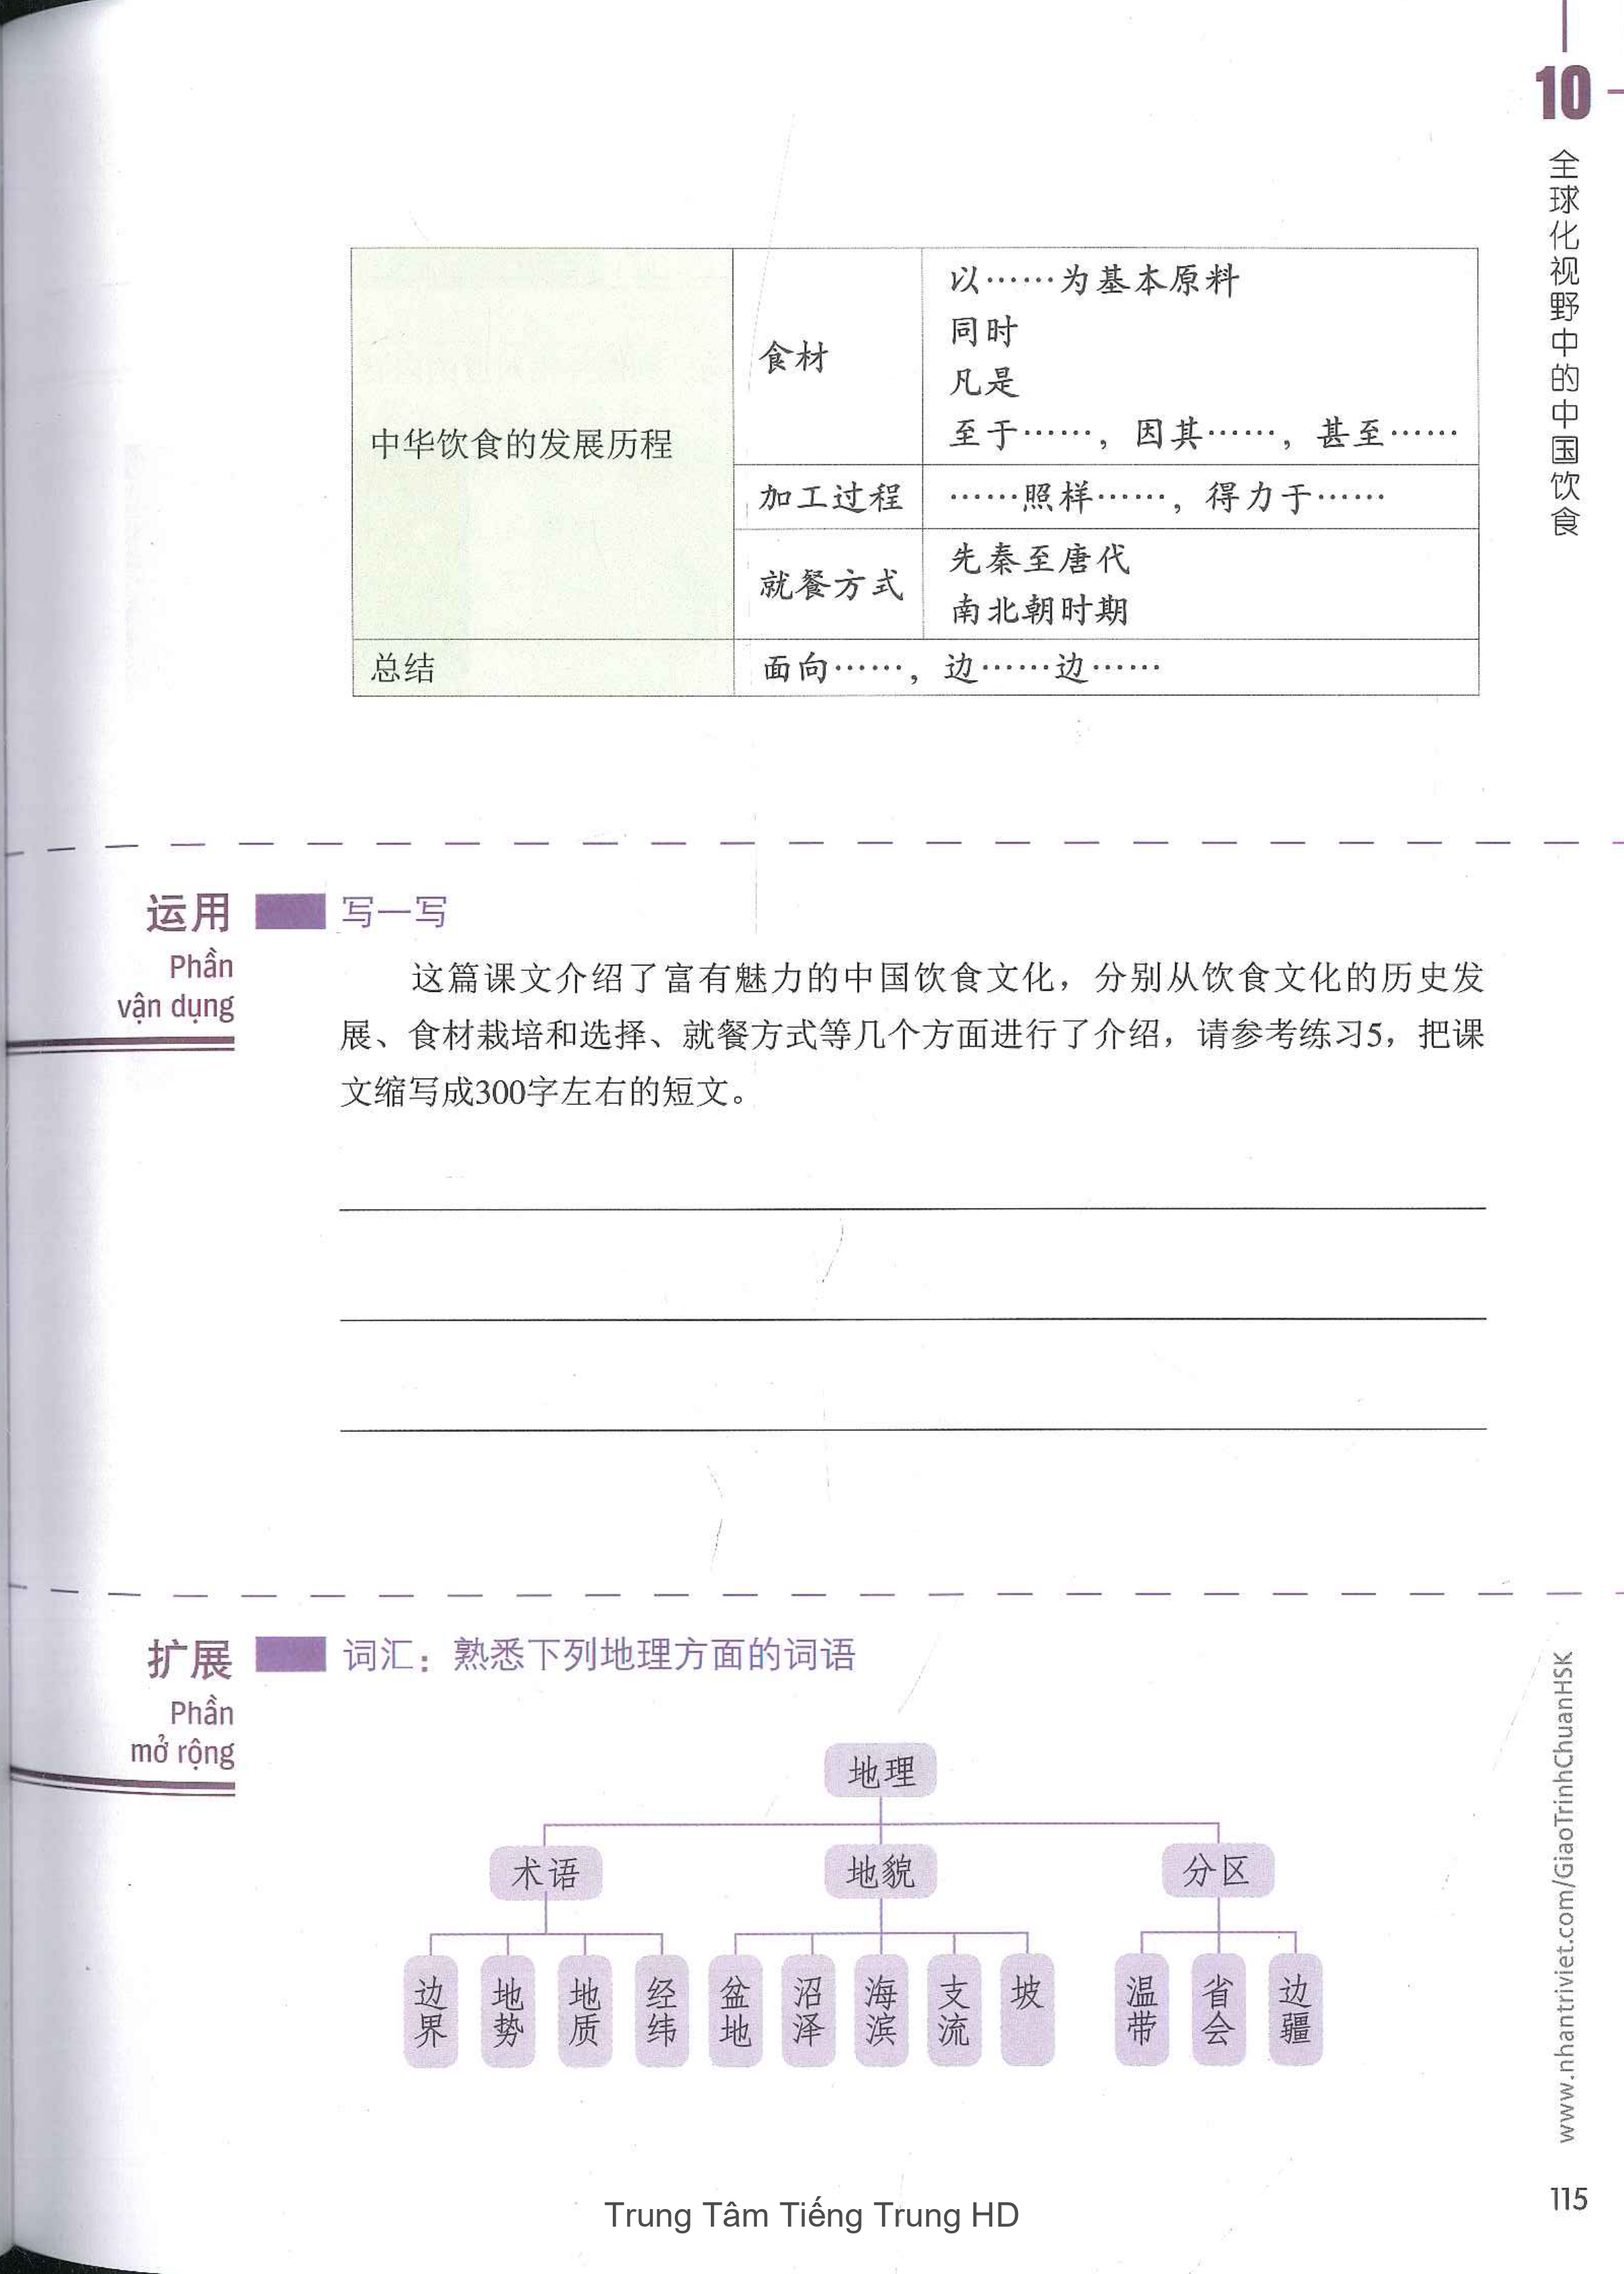 10
全球化视野中的中国饮食
中华饮食的发展历程
食材
以……为基本原料
同时
凡是
至于……，因其……，甚至……
加工过程
……照样……，得力于……
就餐方式
先秦至唐代
南北朝时期
总结
面向……，边……边……
运用
Phần
vận dụng
写一写
这篇课文介绍了富有魅力的中国饮食文化，分别从饮食文化的历史发
展、食材栽培和选择、就餐方式等几个方面进行了介绍，请参考练习5，把课
文缩写成300字左右的短文。
扩展
Phần
mở rộng
词汇：熟悉下列地理方面的词语
地理
术语
地貌
分区
边界
地势
地质
经纬
盆地
沼泽
海滨
支流
坡
温带
省会
边疆
www.nhantriviet.com/GiaoTrinhChuanHSK
115
Trung Tâm Tiếng Trung HD